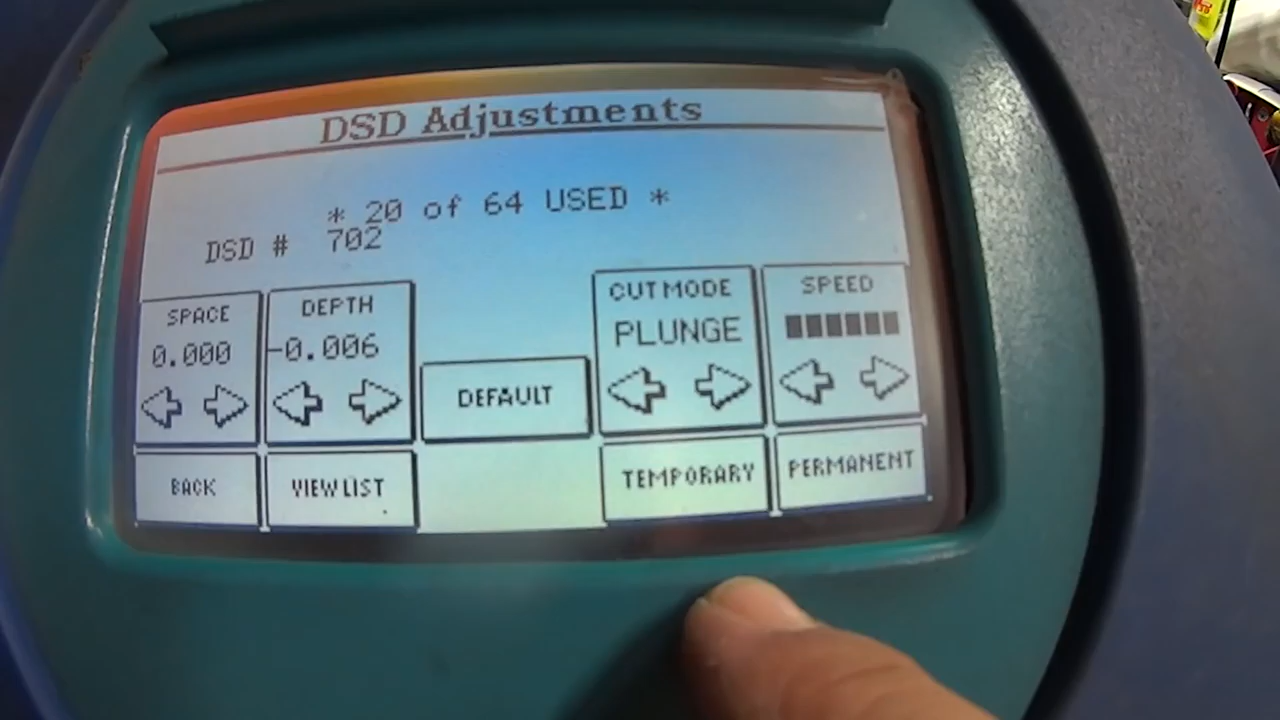 DSD Adjustments
* 20 of 64 USED *
DSD # 702
SPACE
0.000
DEPTH
-0.006
DEFAULT
CUT MODE
PLUNGE
SPEED
BACK
VIEW LIST
TEMPORARY
PERMANENT